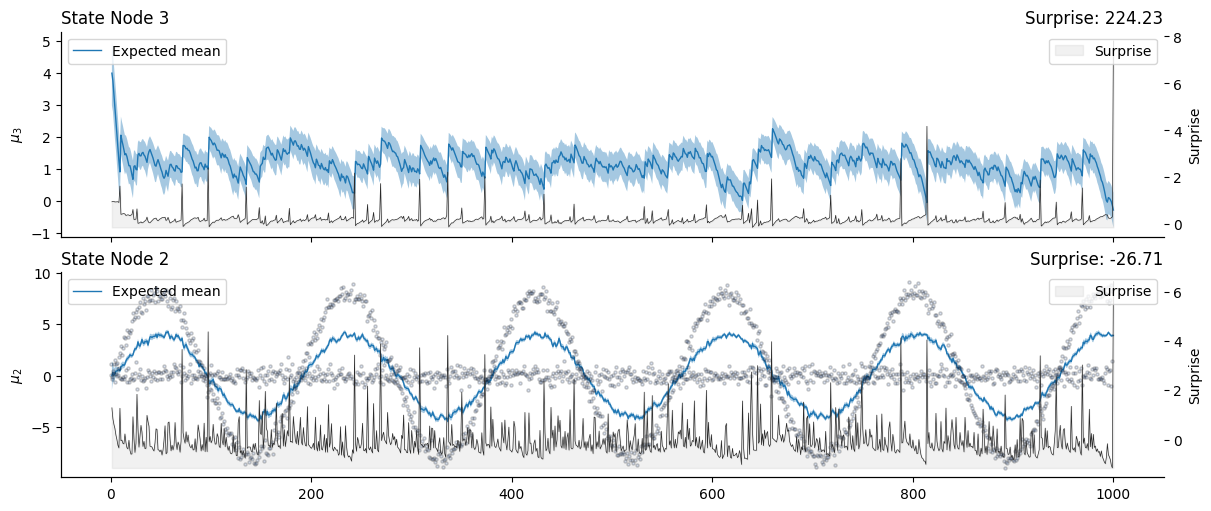 State Node 3
Surprise: 224.23
Expected mean
Surprise
5
4
3
2
1
0
−1
μ3
8
6
4
2
0
Surprise
State Node 2
Surprise: -26.71
Expected mean
Surprise
10
5
0
−5
μ2
6
4
2
0
Surprise
0
200
400
600
800
1000